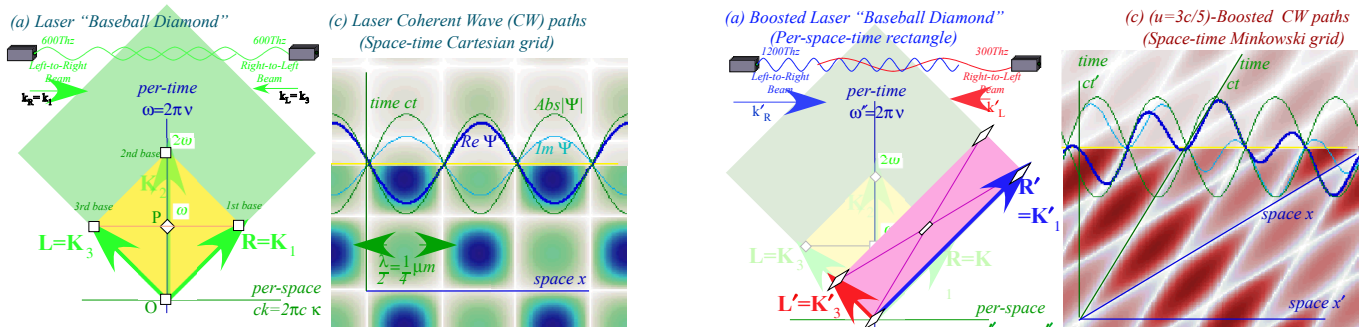 (a) Laser "Baseball Diamond"
600Thz
600Thz
Left-to-Right
Beam
Right-to-Left
Beam
k_R=k_1
k_L=k_3
per-time
ω=2πν
2ω
2nd base
K_2
3rd base
P
ω
1st base
L=K_3
R=K_1
O
per-space
ck=2πc κ
(c) Laser Coherent Wave (CW) paths
(Space-time Cartesian grid)
time ct
Abs|Ψ|
Re Ψ
Im Ψ
λ/2=1/4 μm
space x
(a) Boosted Laser "Baseball Diamond"
(Per-space-time rectangle)
1200Thz
300Thz
Left-to-Right
Beam
Right-to-Left
Beam
k′_R
k′_L
per-time
ω″=2πν
2ω
R′
=K′_1
L=K_3
R=K
L′=K′_3
per-space
(c) (u=3c/5)-Boosted CW paths
(Space-time Minkowski grid)
time
ct′
time
ct
space x
space x′